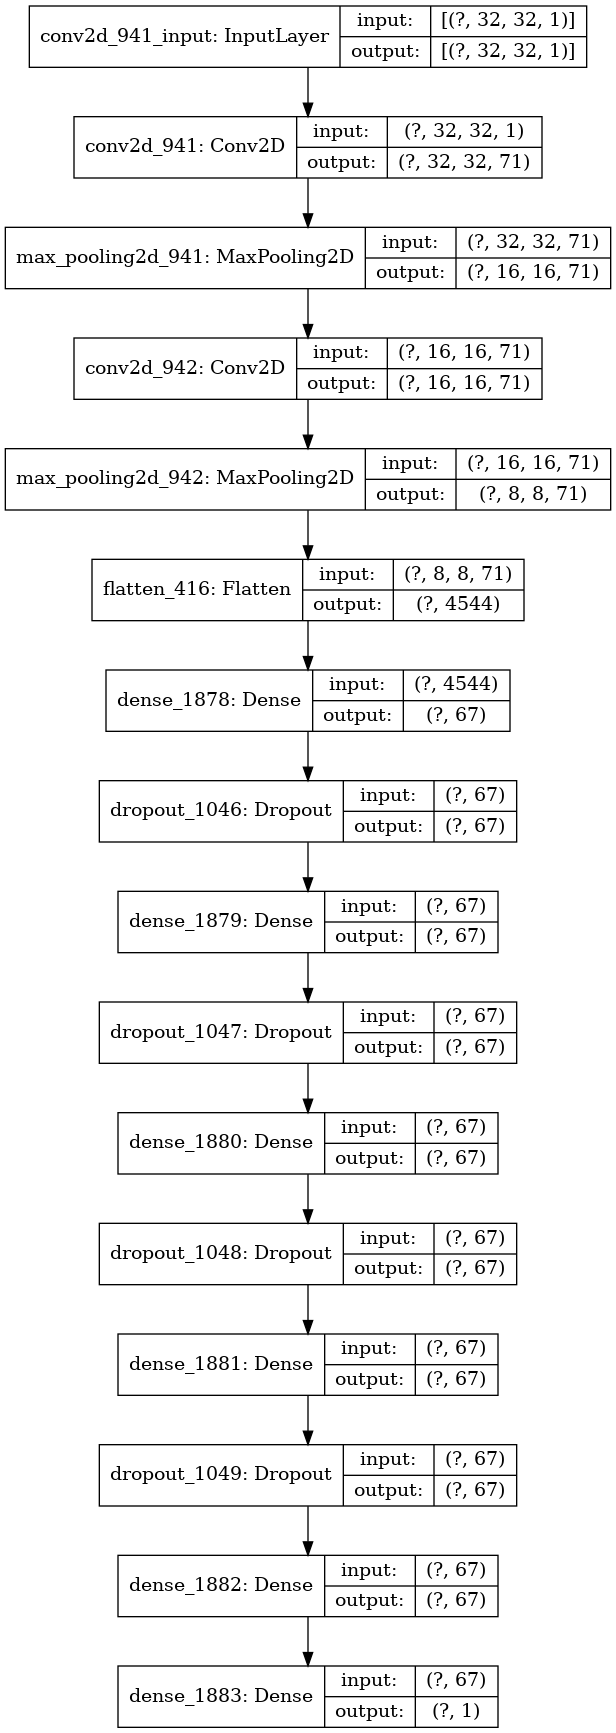 conv2d_941_input: InputLayer
input: [(?, 32, 32, 1)]
output: [(?, 32, 32, 1)]
conv2d_941: Conv2D
input: (?, 32, 32, 1)
output: (?, 32, 32, 71)
max_pooling2d_941: MaxPooling2D
input: (?, 32, 32, 71)
output: (?, 16, 16, 71)
conv2d_942: Conv2D
input: (?, 16, 16, 71)
output: (?, 16, 16, 71)
max_pooling2d_942: MaxPooling2D
input: (?, 16, 16, 71)
output: (?, 8, 8, 71)
flatten_416: Flatten
input: (?, 8, 8, 71)
output: (?, 4544)
dense_1878: Dense
input: (?, 4544)
output: (?, 67)
dropout_1046: Dropout
input: (?, 67)
output: (?, 67)
dense_1879: Dense
input: (?, 67)
output: (?, 67)
dropout_1047: Dropout
input: (?, 67)
output: (?, 67)
dense_1880: Dense
input: (?, 67)
output: (?, 67)
dropout_1048: Dropout
input: (?, 67)
output: (?, 67)
dense_1881: Dense
input: (?, 67)
output: (?, 67)
dropout_1049: Dropout
input: (?, 67)
output: (?, 67)
dense_1882: Dense
input: (?, 67)
output: (?, 67)
dense_1883: Dense
input: (?, 67)
output: (?, 1)